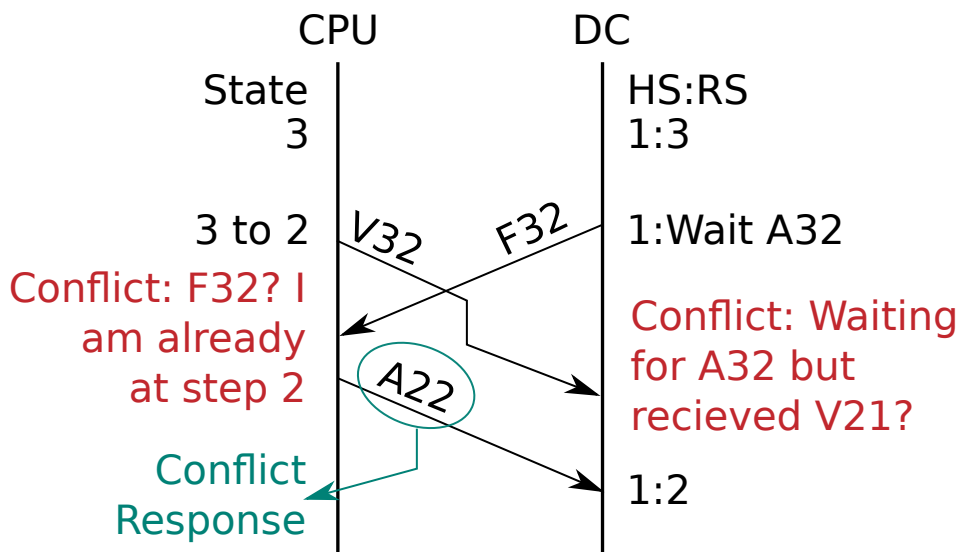 CPU
DC
State
3
HS:RS
1:3
3 to 2
V32
F32
1:Wait A32
Conflict: F32? I
am already
at step 2
Conflict: Waiting
for A32 but
recieved V21?
A22
Conflict
Response
1:2